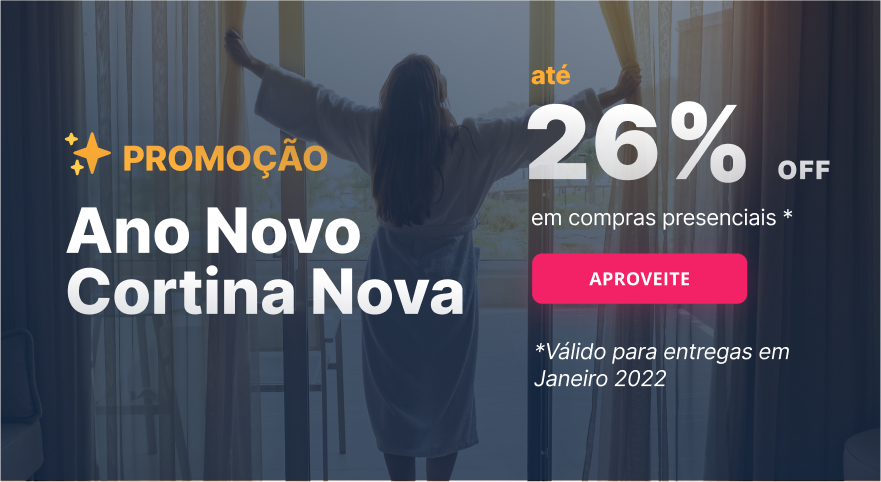 PROMOÇÃO
Ano Novo
Cortina Nova
até
26% OFF
em compras presenciais *
APROVEITE
*Válido para entregas em
Janeiro 2022